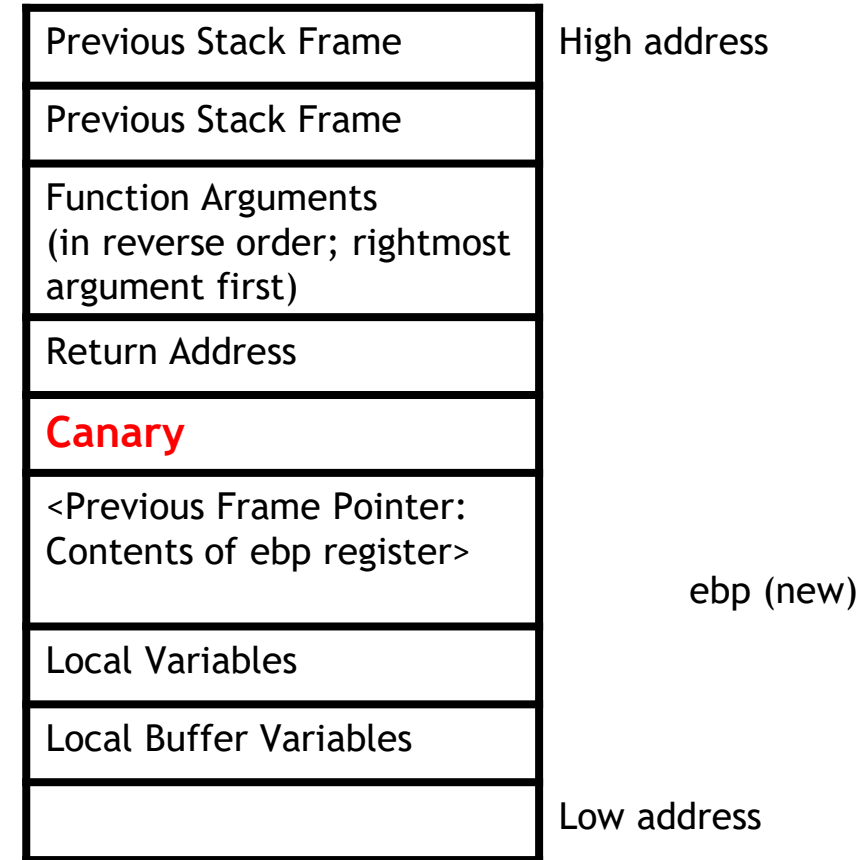 Previous Stack Frame
High address
Previous Stack Frame
Function Arguments
(in reverse order; rightmost
argument first)
Return Address
Canary
<Previous Frame Pointer:
Contents of ebp register>
ebp (new)
Local Variables
Local Buffer Variables
Low address